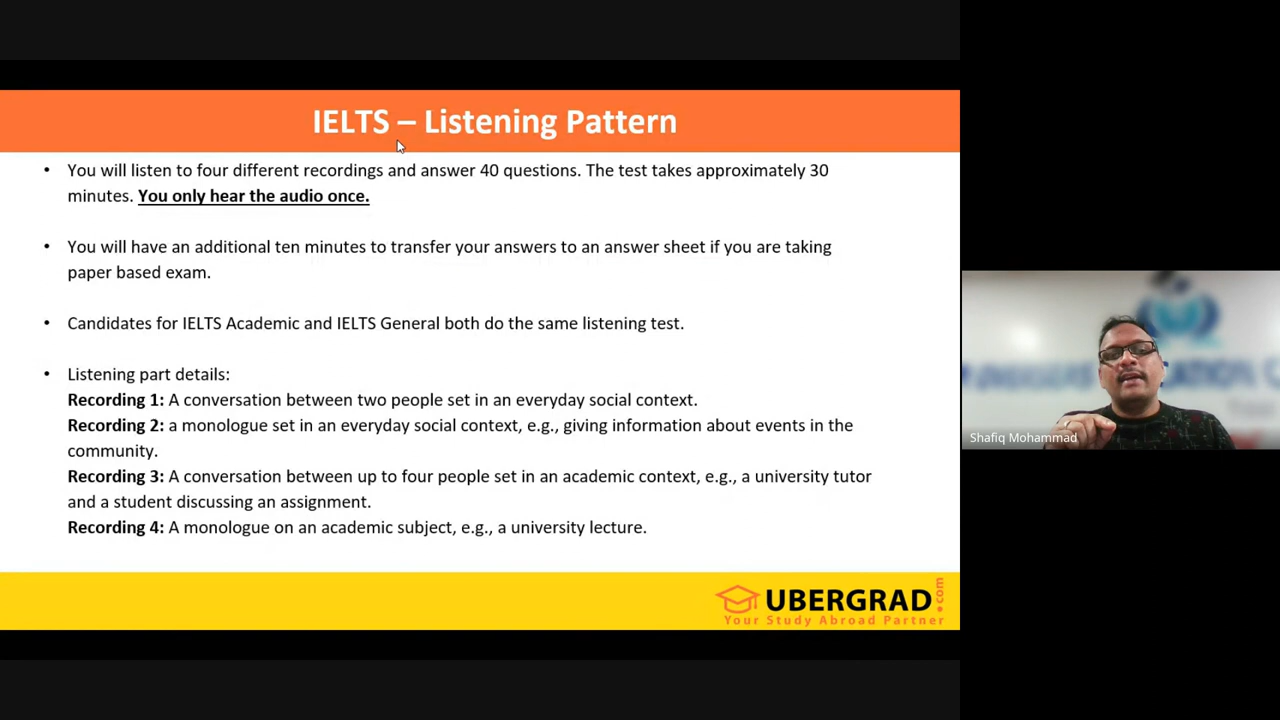 IELTS – Listening Pattern
• You will listen to four different recordings and answer 40 questions. The test takes approximately 30
minutes. You only hear the audio once.
• You will have an additional ten minutes to transfer your answers to an answer sheet if you are taking
paper based exam.
• Candidates for IELTS Academic and IELTS General both do the same listening test.
• Listening part details:
Recording 1: A conversation between two people set in an everyday social context.
Recording 2: a monologue set in an everyday social context, e.g., giving information about events in the
community.
Recording 3: A conversation between up to four people set in an academic context, e.g., a university tutor
and a student discussing an assignment.
Recording 4: A monologue on an academic subject, e.g., a university lecture.
UBERGRAD.com
Your Study Abroad Partner
Shafiq Mohammad